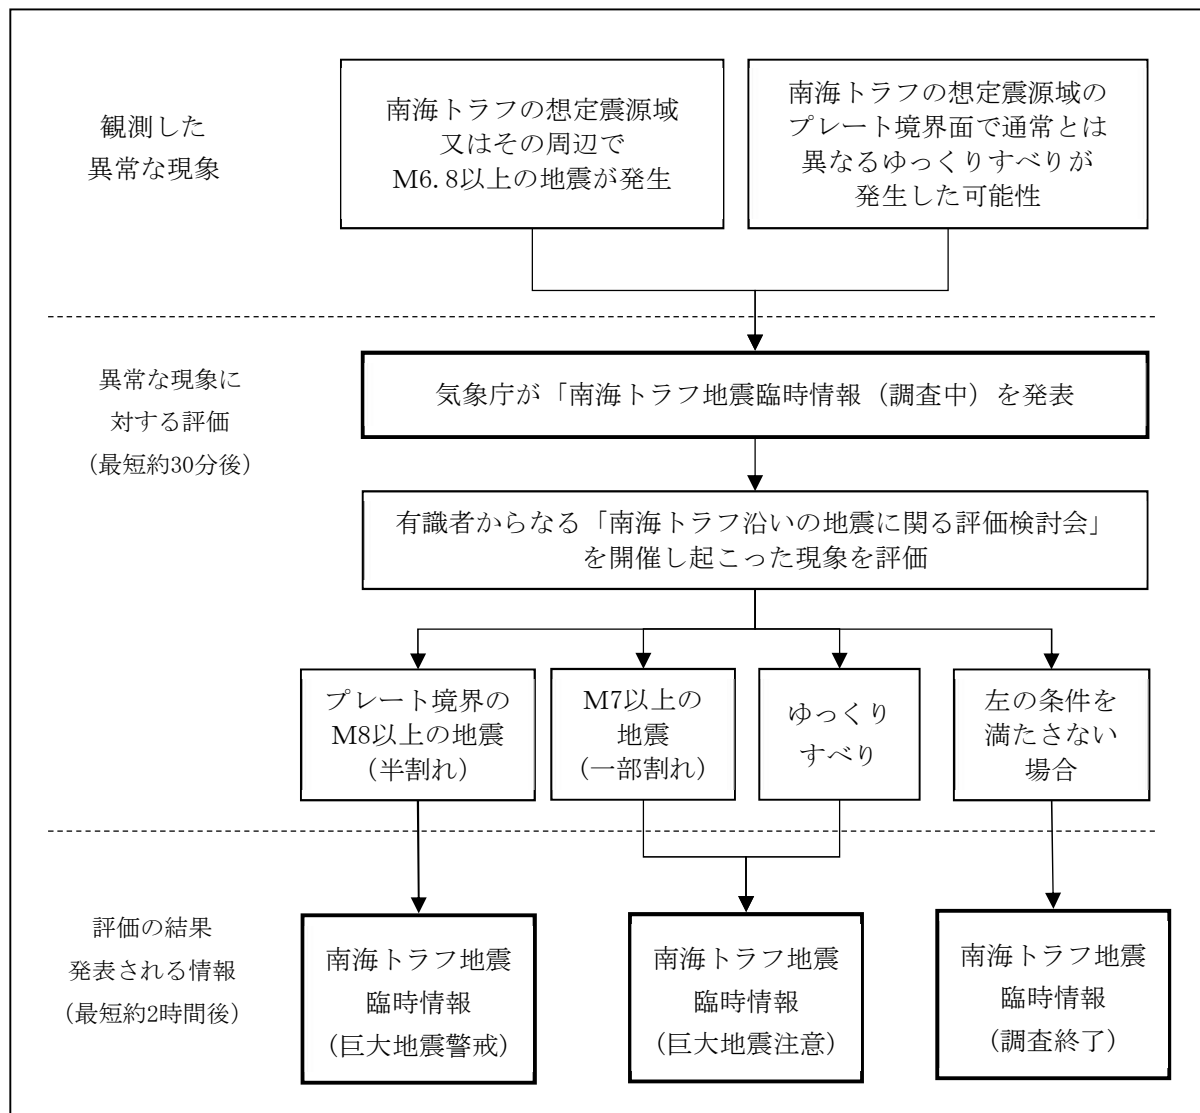 観測した
異常な現象
南海トラフの想定震源域
又はその周辺で
M6.8以上の地震が発生
南海トラフの想定震源域の
プレート境界面で通常とは
異なるゆっくりすべりが
発生した可能性
異常な現象に
対する評価
(最短約30分後)
気象庁が「南海トラフ地震臨時情報（調査中）を発表
有識者からなる「南海トラフ沿いの地震に関る評価検討会」
を開催し起こった現象を評価
プレート境界の
M8以上の地震
（半割れ）
M7以上の
地震
（一部割れ）
ゆっくり
すべり
左の条件を
満たさない
場合
評価の結果
発表される情報
(最短約2時間後)
南海トラフ地震
臨時情報
(巨大地震警戒)
南海トラフ地震
臨時情報
(巨大地震注意)
南海トラフ地震
臨時情報
(調査終了)